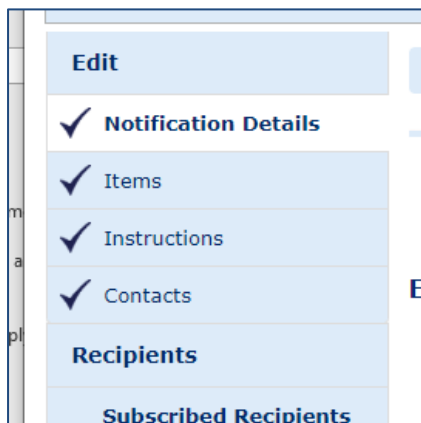 Edit
Notification Details
Items
Instructions
Contacts
Recipients
Subscribed Recipients